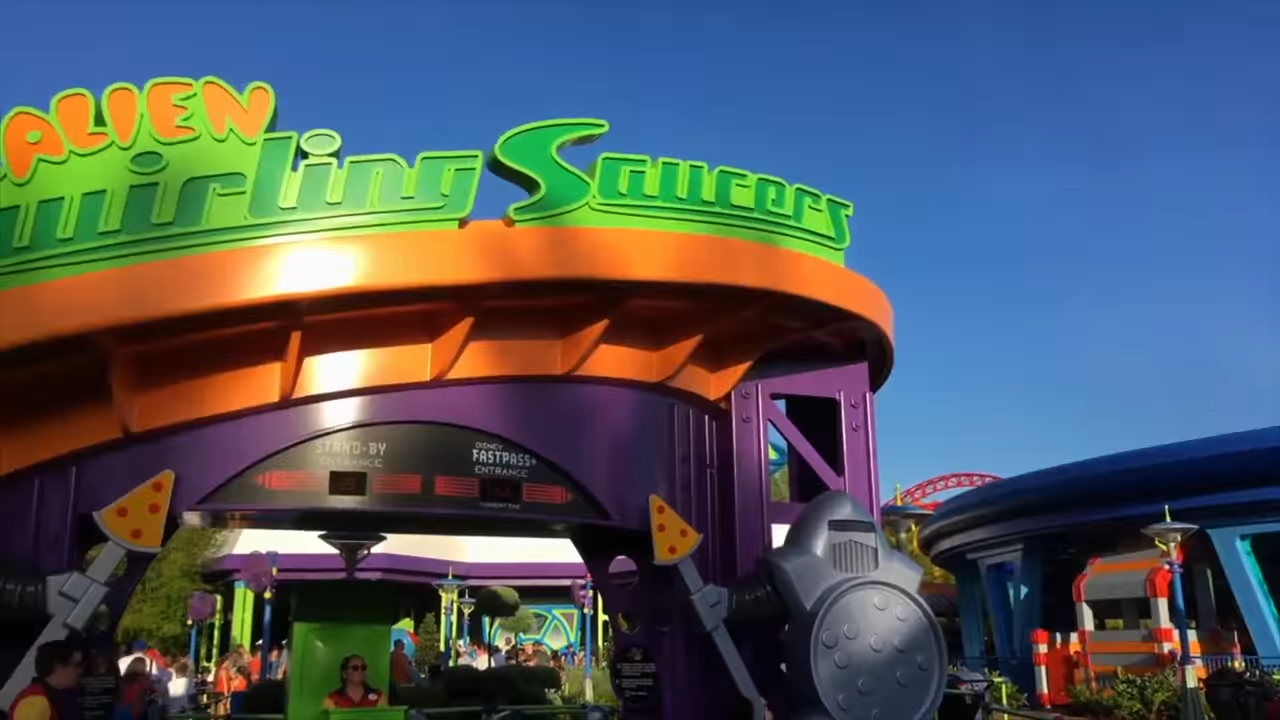 ALIEN
Swirling Saucers
STAND-BY
ENTRANCE
DISNEY
FASTPASS+
ENTRANCE